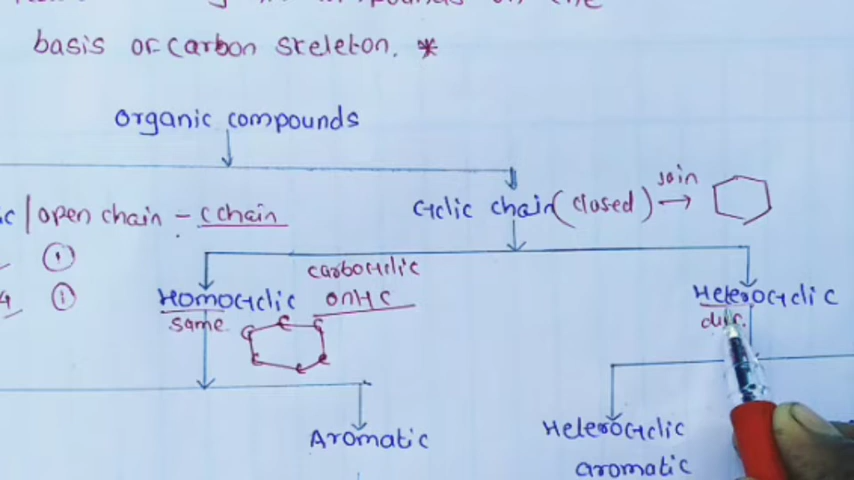 basis of carbon skeleton. *
organic compounds
cyclic chain (closed) → Join
| open chain - C chain
①
carbocyclic
Homocyclic only C
Heterocyclic
same
Aromatic
Heterocyclic
aromatic